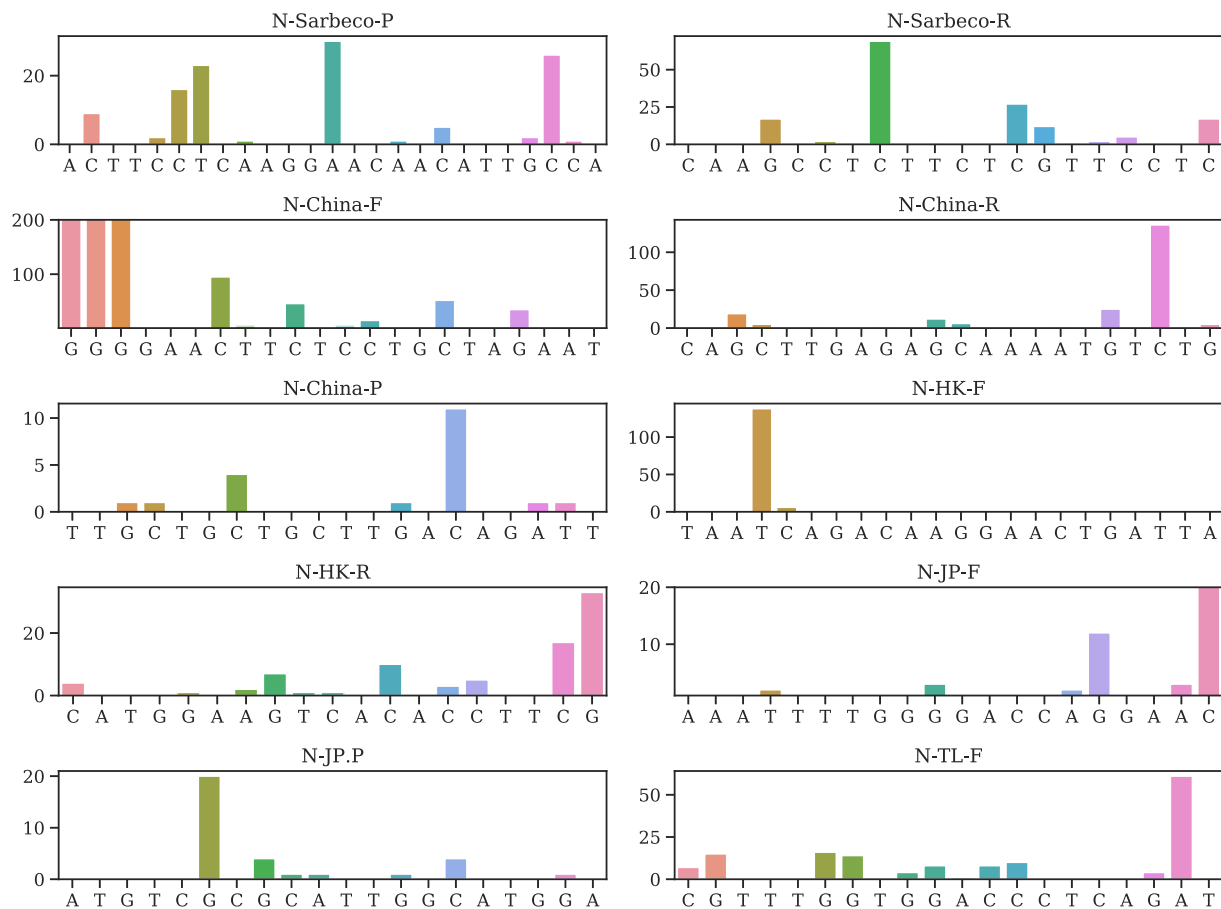 N-Sarbeco-P
20
0
A C T T C C T C A A G G A A C A A C A T T G C C A
N-Sarbeco-R
50
25
0
C A A G C C T C T T C T C G T T C C T C
N-China-F
200
100
G G G G A A C T T C T C C T G C T A G A A T
N-China-R
100
50
0
C A G C T T G A G A G C A A A A T G T C T G
N-China-P
10
5
0
T T G C T G C T G C T T G A C A G A T T
N-HK-F
100
50
0
T A A T C A G A C A A G G A A C T G A T T A
N-HK-R
20
0
C A T G G A A G T C A C A C C T T C G
N-JP-F
20
10
A A A T T T T G G G G A C C A G G A A C
N-JP.P
20
10
0
A T G T C G C G C A T T G G C A T G G A
N-TL-F
50
25
0
C G T T T G G T G G A C C C T C A G A T